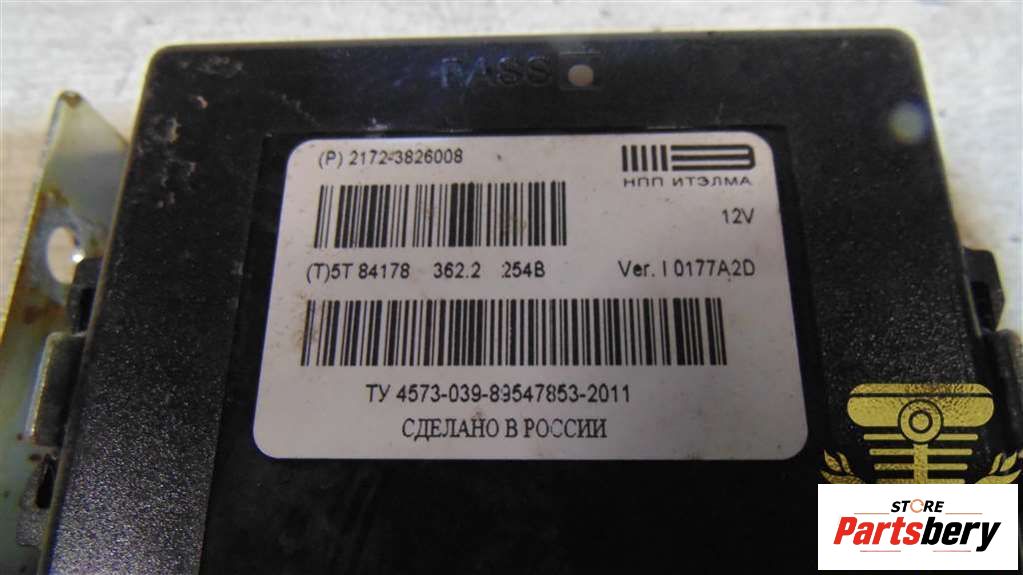 PASS
(P) 2172-3826008
НПП ИТЭЛМА
12V
(T)5T 84178 362.2 254B Ver. I 0177A2D
ТУ 4573-039-89547853-2011
СДЕЛАНО В РОССИИ
STORE
Partsbery